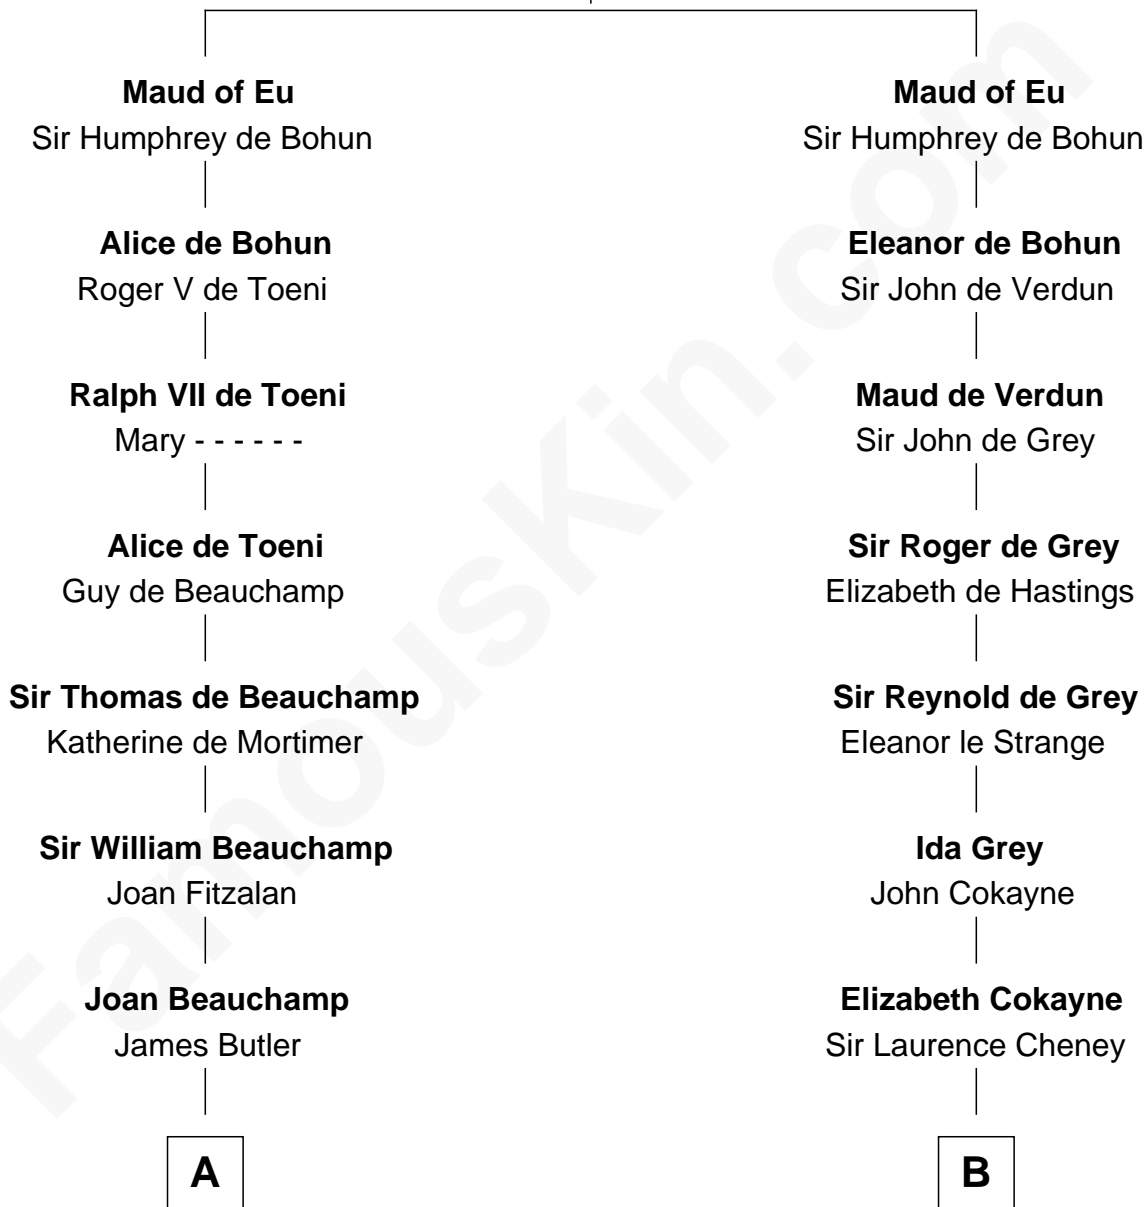 Maud of Eu
Sir Humphrey de Bohun
Alice de Bohun
Roger V de Toeni
Ralph VII de Toeni
Mary - - - - - -
Alice de Toeni
Guy de Beauchamp
Sir Thomas de Beauchamp
Katherine de Mortimer
Sir William Beauchamp
Joan Fitzalan
Joan Beauchamp
James Butler
A
Maud of Eu
Sir Humphrey de Bohun
Eleanor de Bohun
Sir John de Verdun
Maud de Verdun
Sir John de Grey
Sir Roger de Grey
Elizabeth de Hastings
Sir Reynold de Grey
Eleanor le Strange
Ida Grey
John Cokayne
Elizabeth Cokayne
Sir Laurence Cheney
B
FamousKin.com